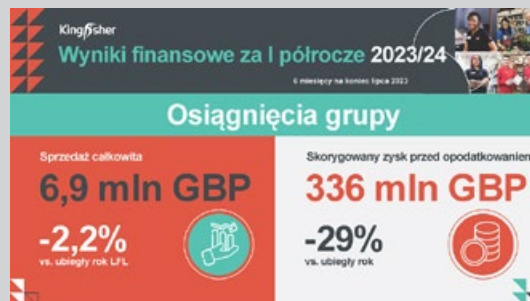 Kingfisher
Wyniki finansowe za I półrocze 2023/24
6 miesięcy na koniec lipca 2023
Osiągnięcia grupy
Sprzedaż całkowita
6,9 mln GBP
-2,2%
vs. ubiegły rok LFL
Skorygowany zysk przed opodatkowaniem
336 mln GBP
-29%
vs. ubiegły rok